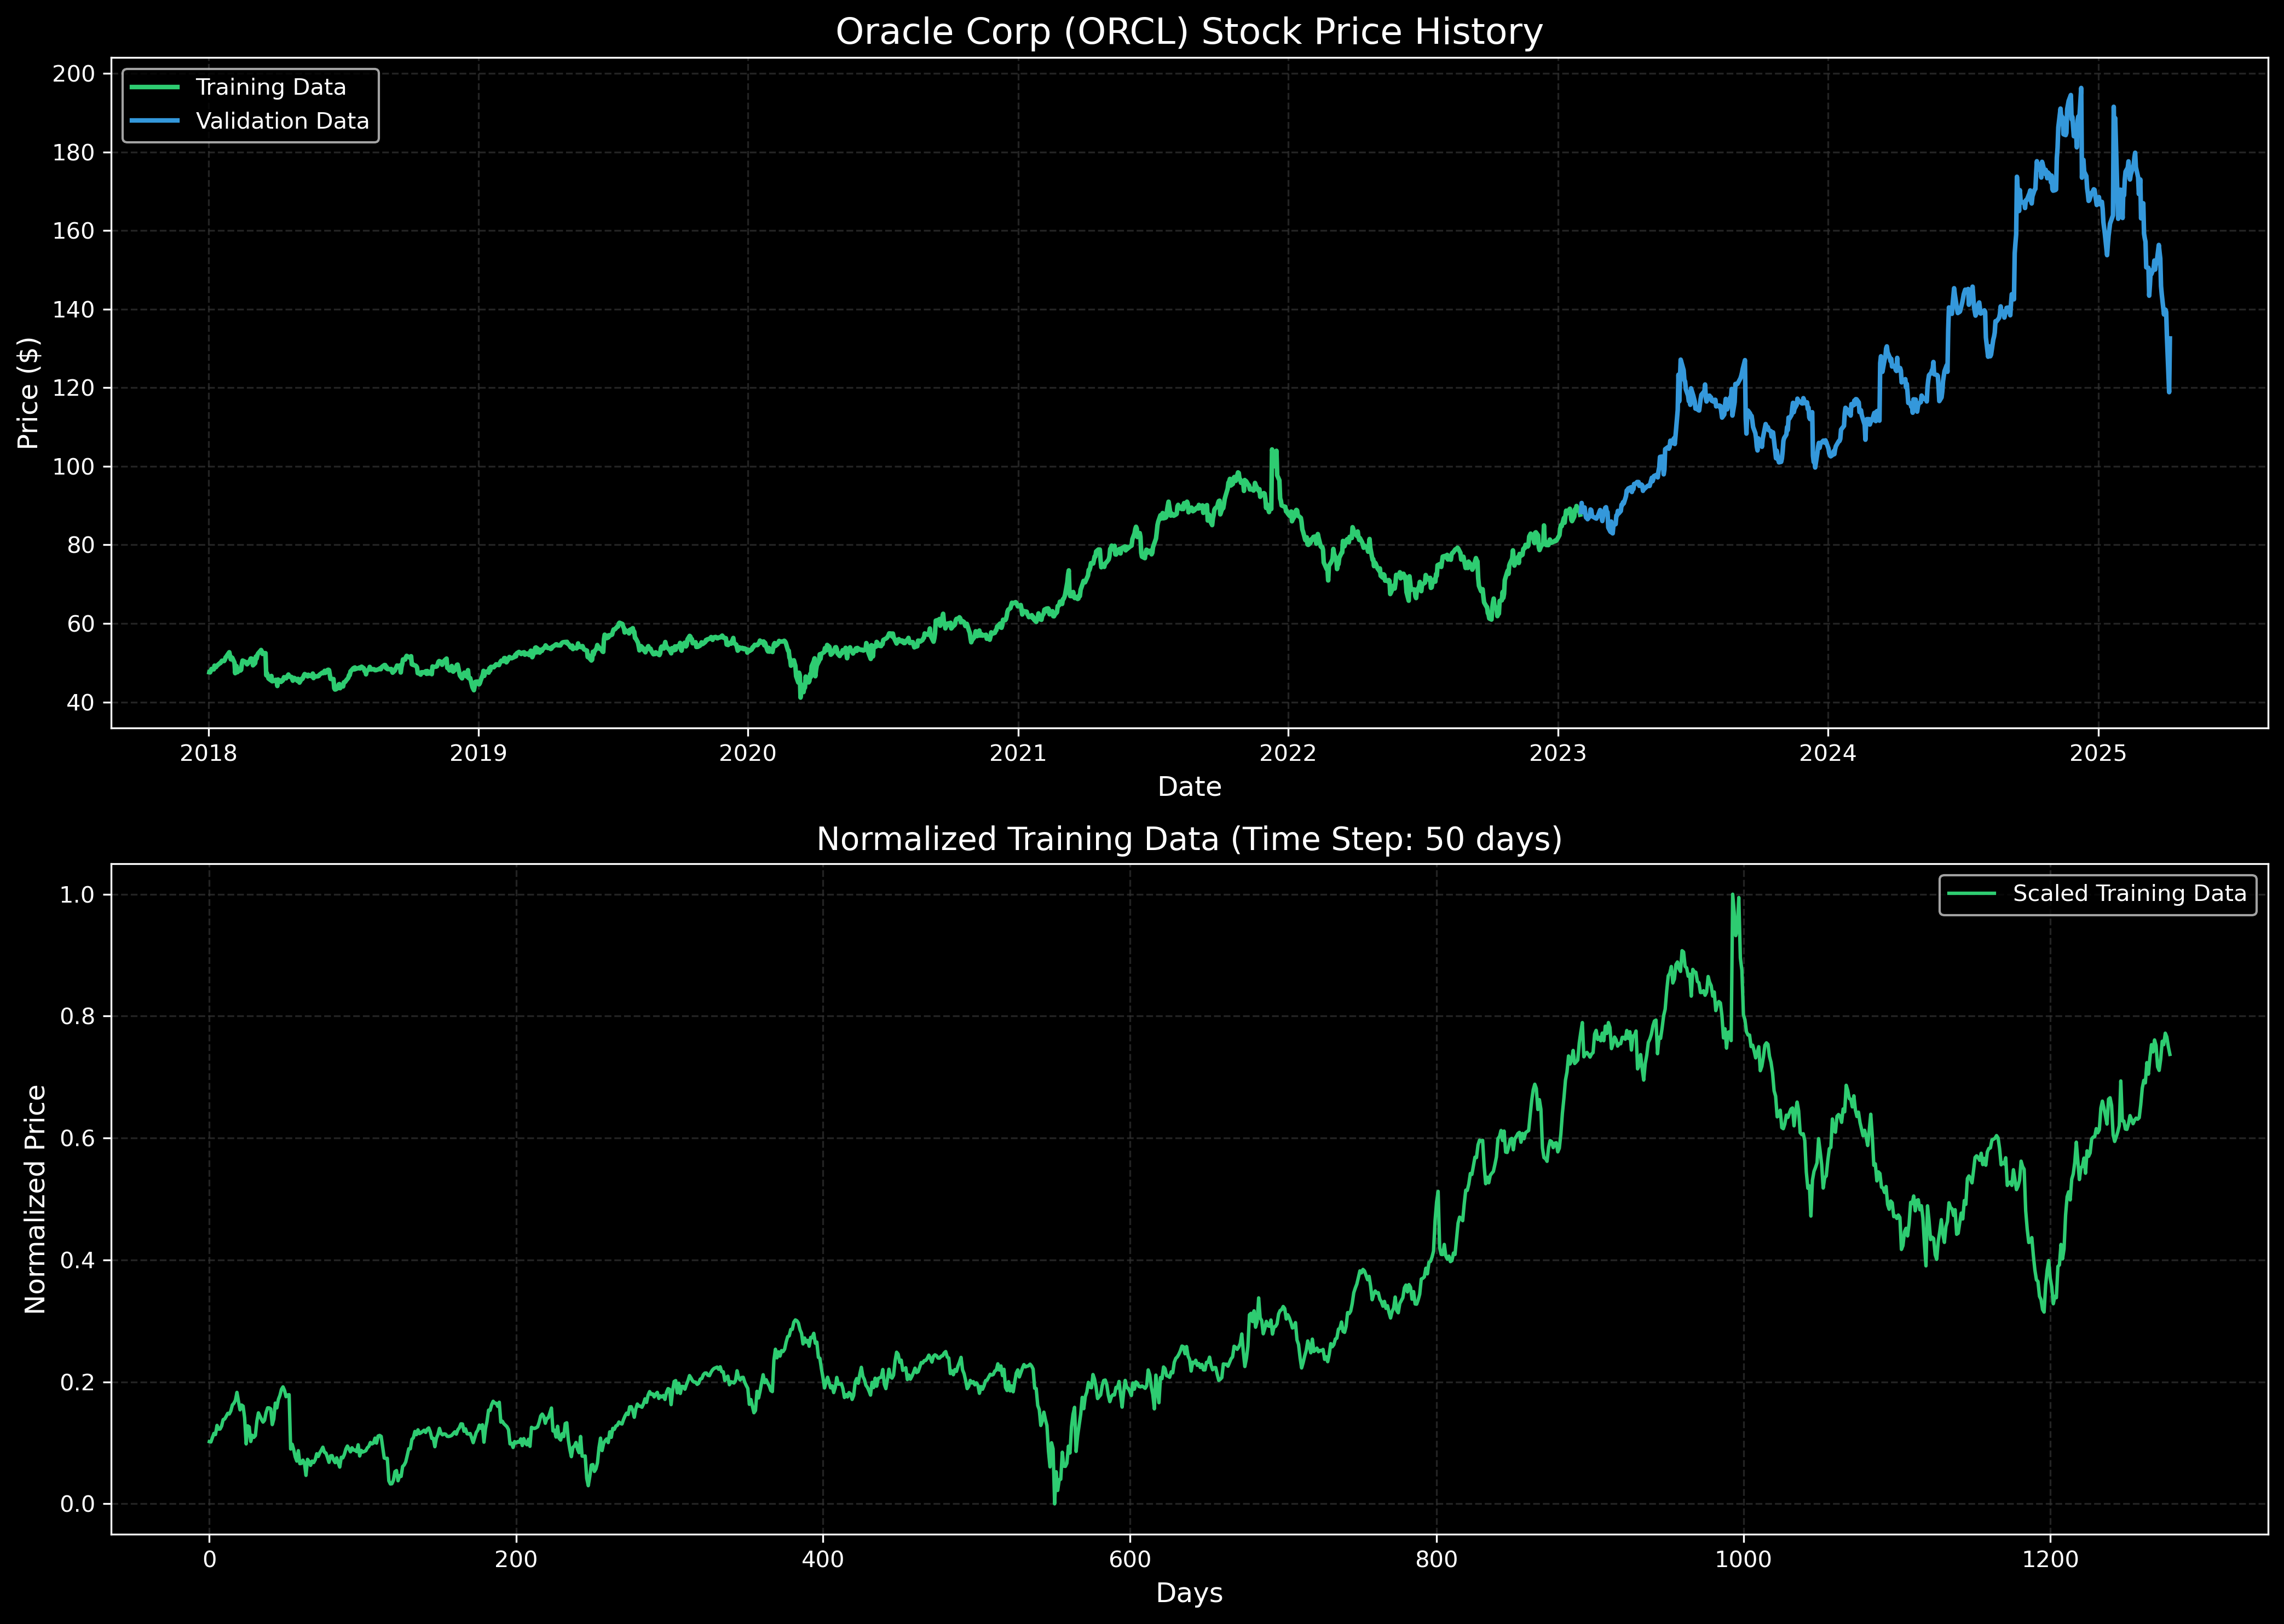 Oracle Corp (ORCL) Stock Price History
Training Data
Validation Data
Price ($)
200
180
160
140
120
100
80
60
40
2018 2019 2020 2021 2022 2023 2024 2025
Date
Normalized Training Data (Time Step: 50 days)
Scaled Training Data
Normalized Price
1.0
0.8
0.6
0.4
0.2
0.0
0 200 400 600 800 1000 1200
Days